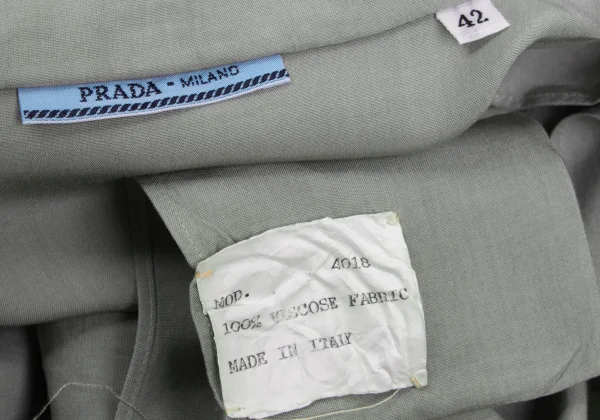 42
PRADA - MILANO
MOD. 4018
100% VISCOSE FABRIC
MADE IN ITALY